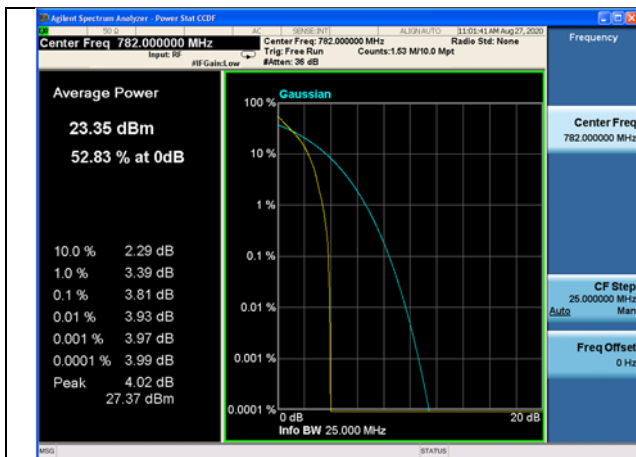 Agilent Spectrum Analyzer - Power Stat CCDF
50 Ω AC SENSE:INT ALIGN AUTO 11:01:41 AM Aug 27, 2020
Center Freq 782.000000 MHz
Center Freq: 782.000000 MHz Radio Std: None
Input: RF Trig: Free Run Counts:1.53 M/10.0 Mpt
#IFGain:Low #Atten: 36 dB
Frequency
Average Power
23.35 dBm
52.83 % at 0dB
10.0 % 2.29 dB
1.0 % 3.39 dB
0.1 % 3.81 dB
0.01 % 3.93 dB
0.001 % 3.97 dB
0.0001 % 3.99 dB
Peak 4.02 dB
27.37 dBm
Gaussian
100 %
10 %
1 %
0.1 %
0.01 %
0.001 %
0.0001 %
0 dB 20 dB
Info BW 25.000 MHz
Center Freq
782.000000 MHz
CF Step
25.000000 MHz
Auto Man
Freq Offset
0 Hz
MSG STATUS